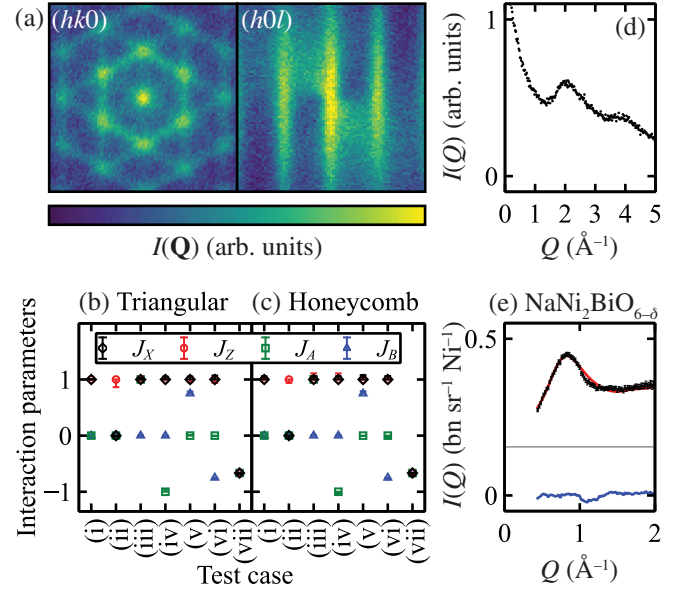 (a)
(hk0)
(h0l)
I(Q) (arb. units)
(d)
I(Q) (arb. units)
1
0
0 1 2 3 4 5
Q (Å⁻¹)
(b) Triangular
(c) Honeycomb
J_X J_Z J_A J_B
Interaction parameters
1
0
−1
(i) (ii) (iii) (iv) (v) (vi) (vii)
(i) (ii) (iii) (iv) (v) (vi) (vii)
Test case
(e) NaNi₂BiO₆₋δ
I(Q) (bn sr⁻¹ Ni⁻¹)
0.5
0
0 1 2
Q (Å⁻¹)